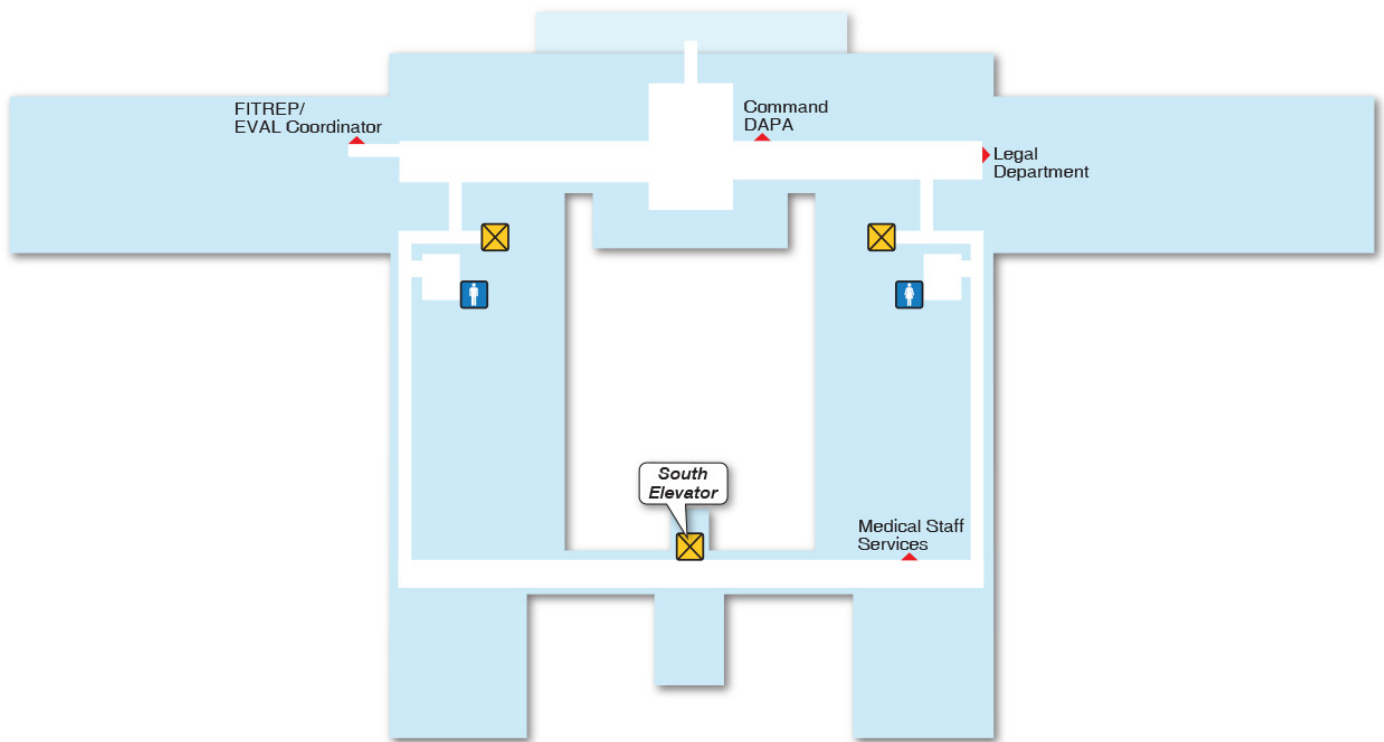 FITREP/
EVAL Coordinator
Command
DAPA
Legal
Department
South
Elevator
Medical Staff
Services